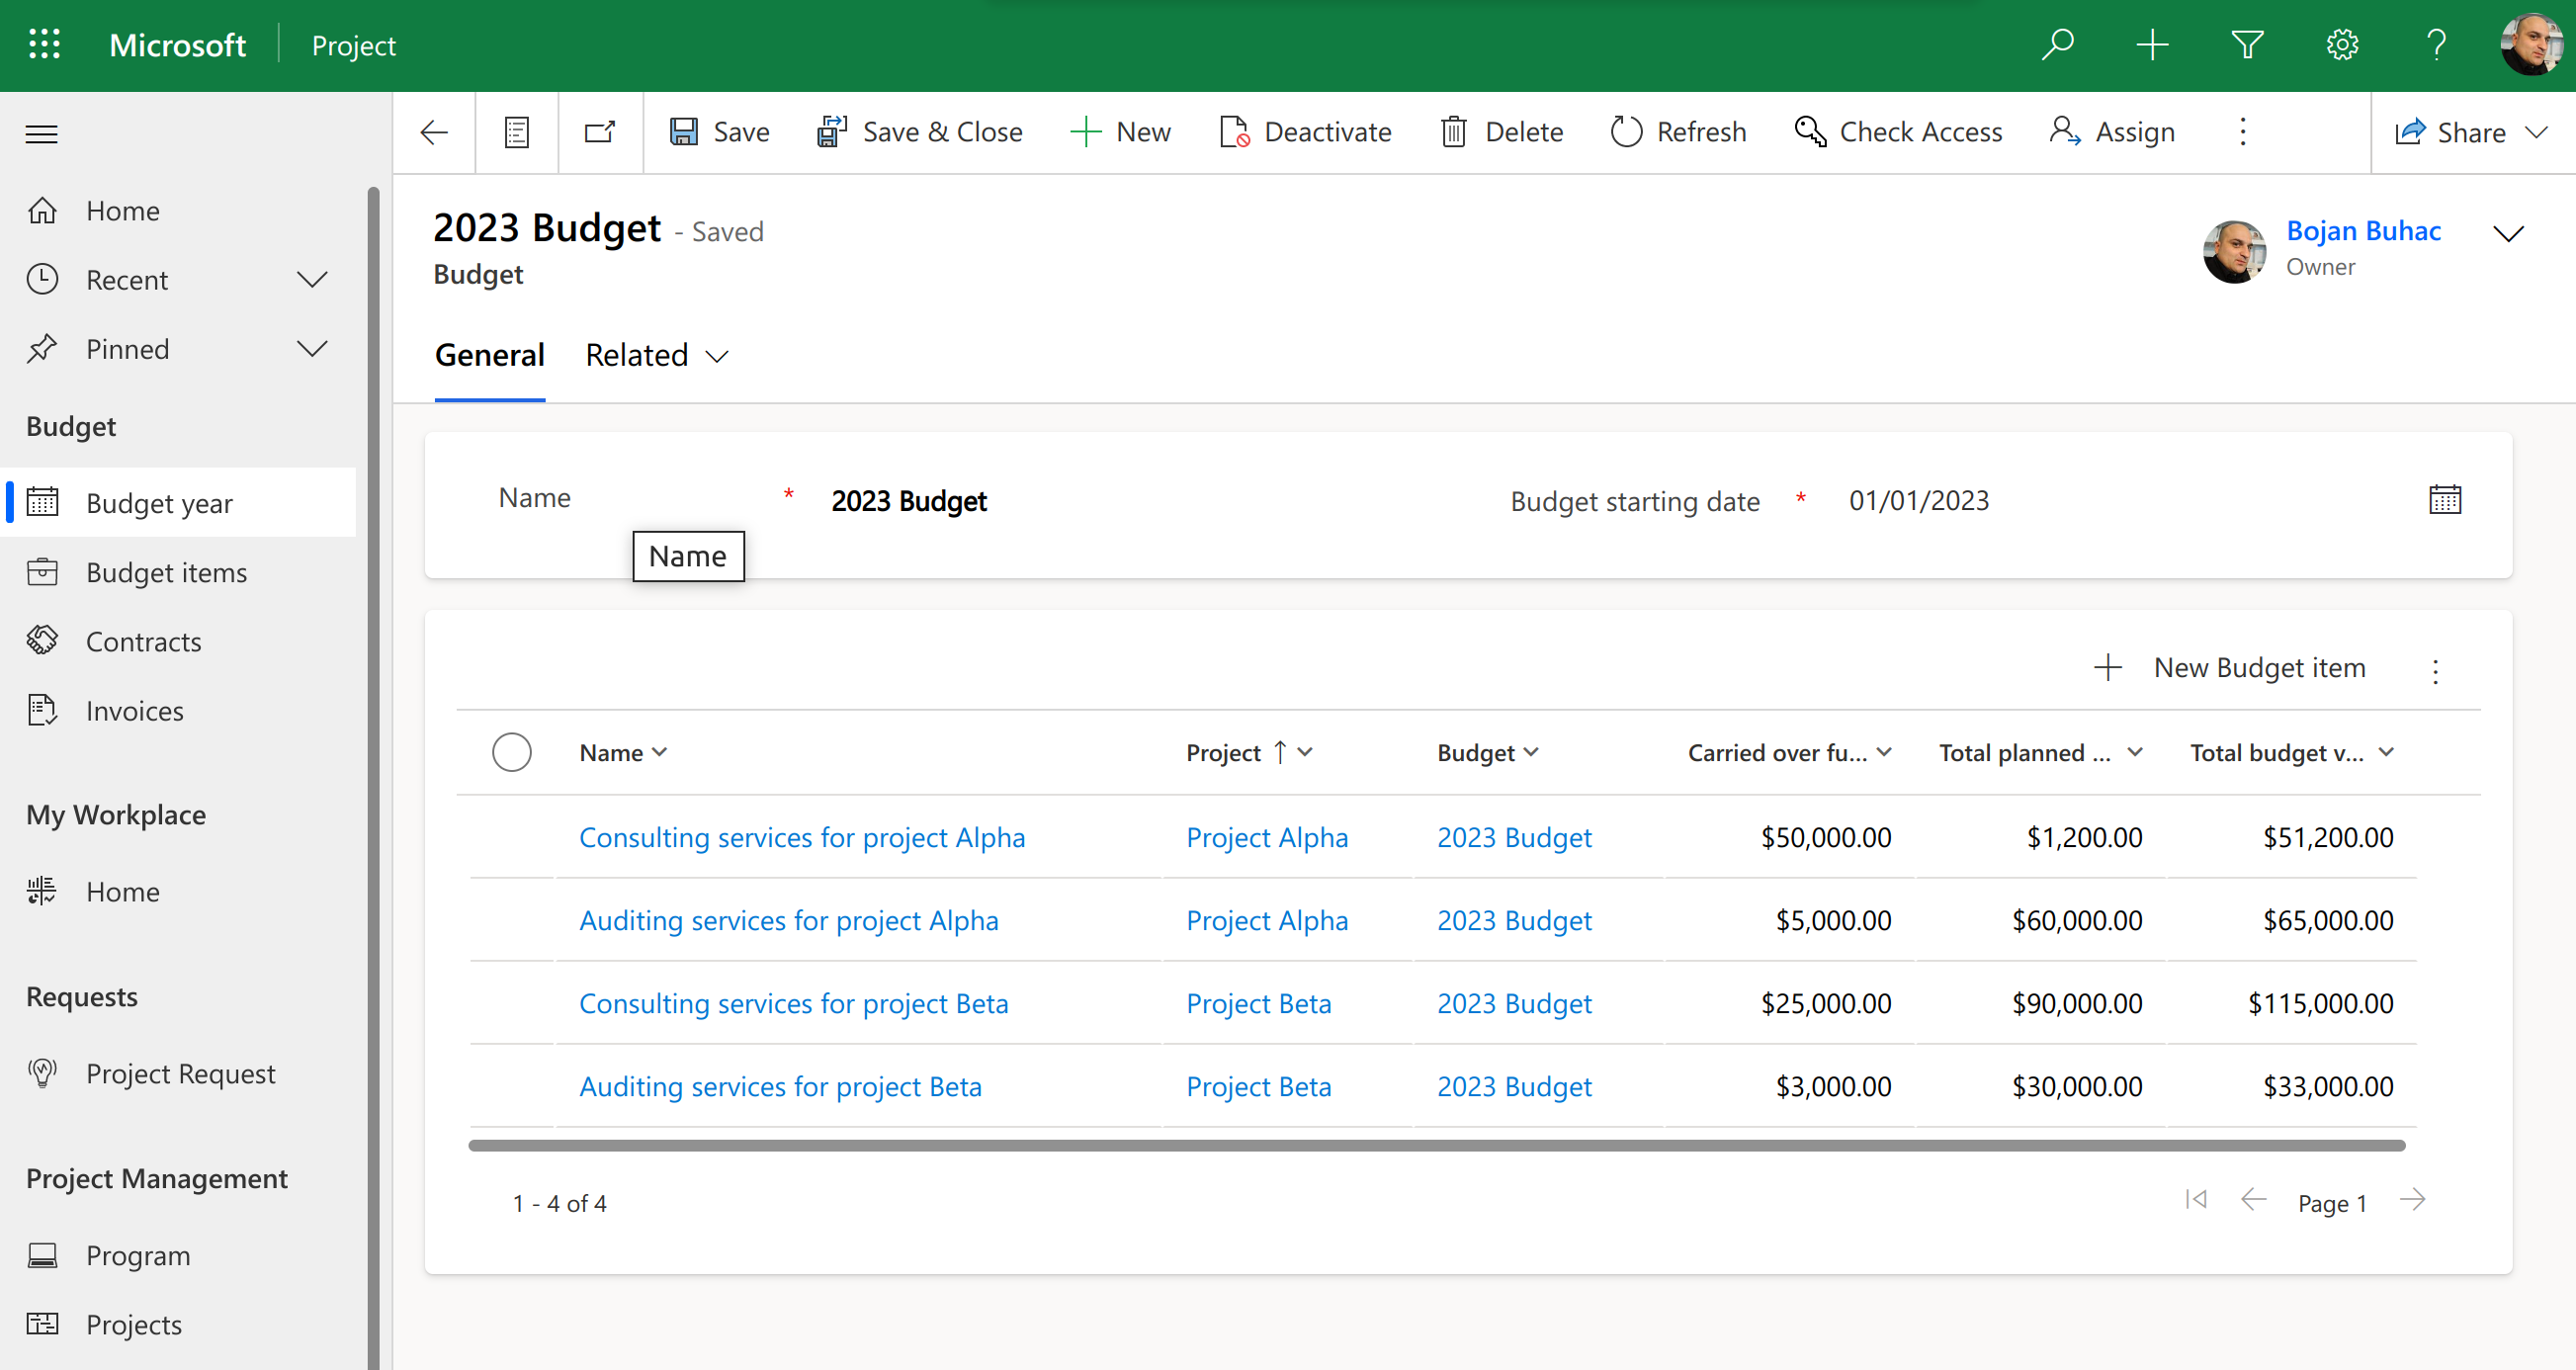 Microsoft Project
Save Save & Close New Deactivate Delete Refresh Check Access Assign Share
Home
Recent
Pinned
Budget
Budget year
Budget items
Contracts
Invoices
My Workplace
Home
Requests
Project Request
Project Management
Program
Projects
2023 Budget - Saved
Budget
Bojan Buhac
Owner
General Related
Name * 2023 Budget Budget starting date * 01/01/2023
Name
New Budget item
Name Project Budget Carried over fu... Total planned ... Total budget v...
Consulting services for project Alpha Project Alpha 2023 Budget $50,000.00 $1,200.00 $51,200.00
Auditing services for project Alpha Project Alpha 2023 Budget $5,000.00 $60,000.00 $65,000.00
Consulting services for project Beta Project Beta 2023 Budget $25,000.00 $90,000.00 $115,000.00
Auditing services for project Beta Project Beta 2023 Budget $3,000.00 $30,000.00 $33,000.00
1 - 4 of 4 Page 1